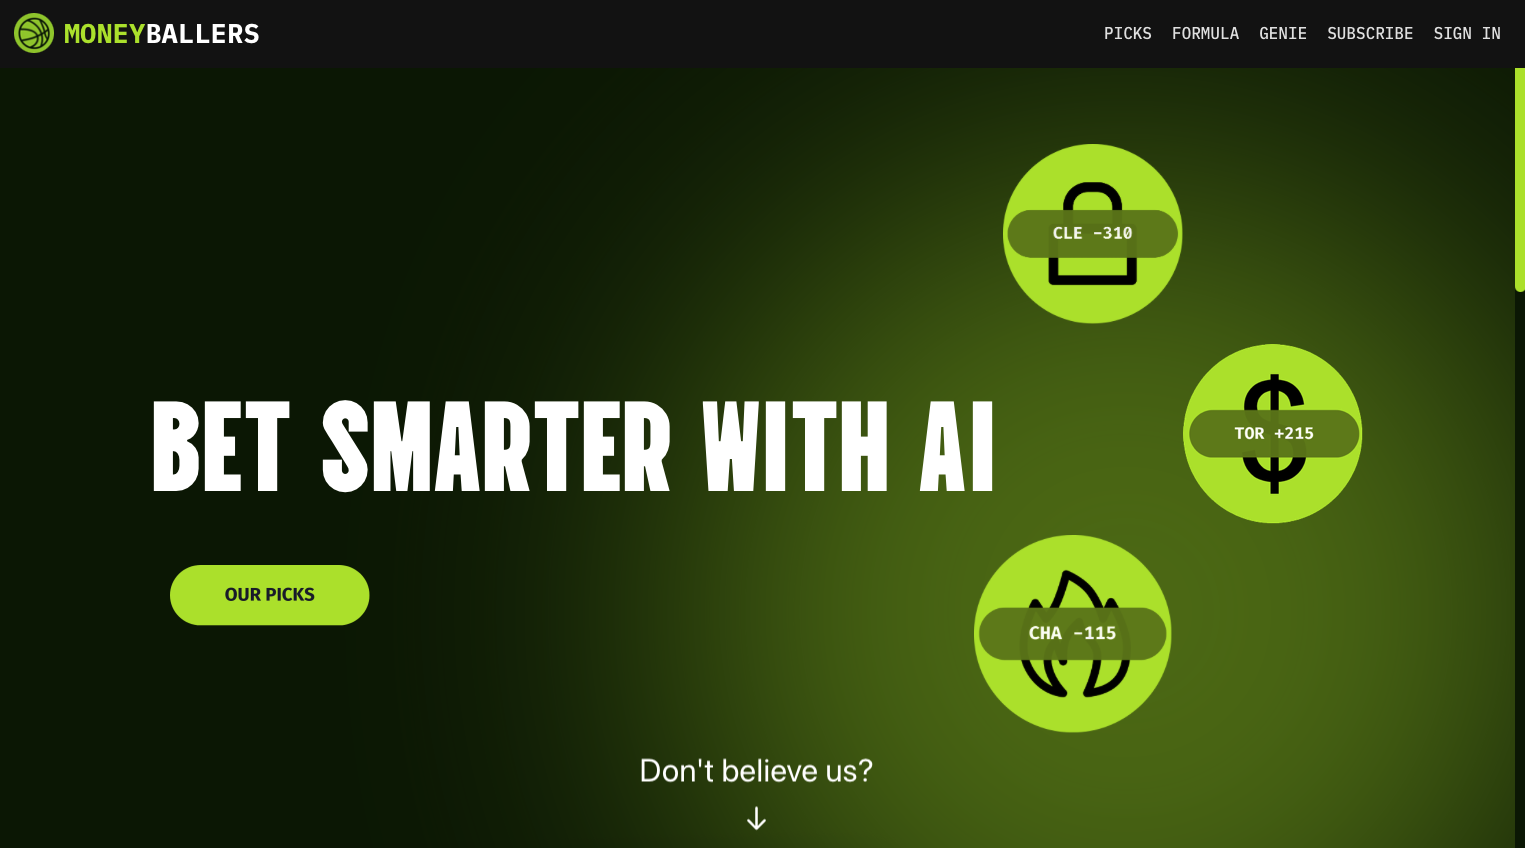 MONEYBALLERS
PICKS FORMULA GENIE SUBSCRIBE SIGN IN
CLE -310
TOR +215
BET SMARTER WITH AI
OUR PICKS
CHA -115
Don't believe us?